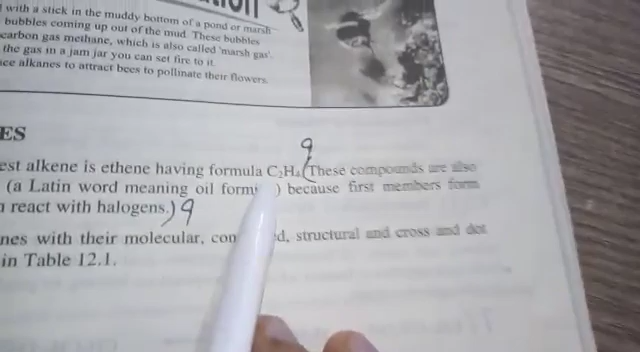 with a stick in the muddy bottom of a pond or marsh
bubbles coming up out of the mud. These bubbles
carbon gas methane, which is also called 'marsh gas'.
the gas in a jam jar you can set fire to it.
alkanes to attract bees to pollinate their flowers.
ES
est alkene is ethene having formula C₂H₄ (These compounds are also
9
(a Latin word meaning oil ) because first members form
react with halogens.) 9
nes with their molecular, structural and cross and dot
in Table 12.1.